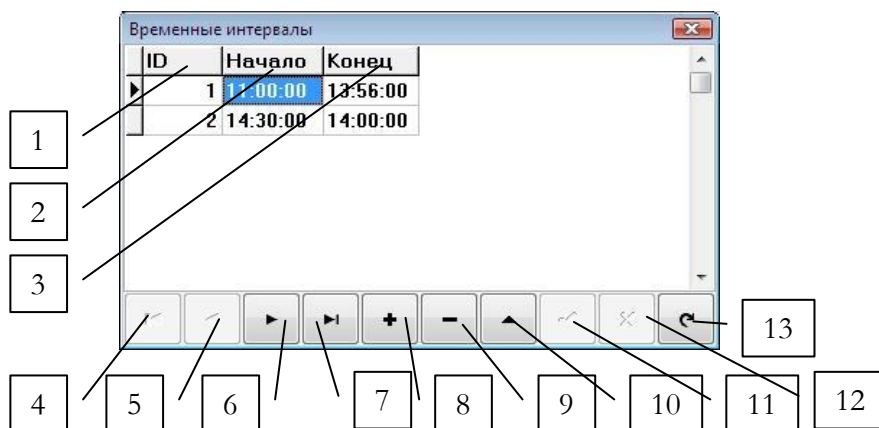 Временные интервалы
ID Начало Конец
1 11:00:00 13:56:00
2 14:30:00 14:00:00
1
2
3
13
4 5 6 7 8 9 10 11 12